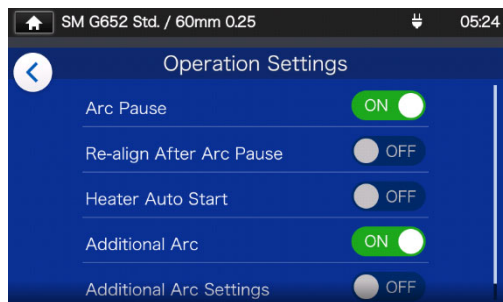 SM G652 Std. / 60mm 0.25 05:24
Operation Settings
Arc Pause ON
Re-align After Arc Pause OFF
Heater Auto Start OFF
Additional Arc ON
Additional Arc Settings OFF